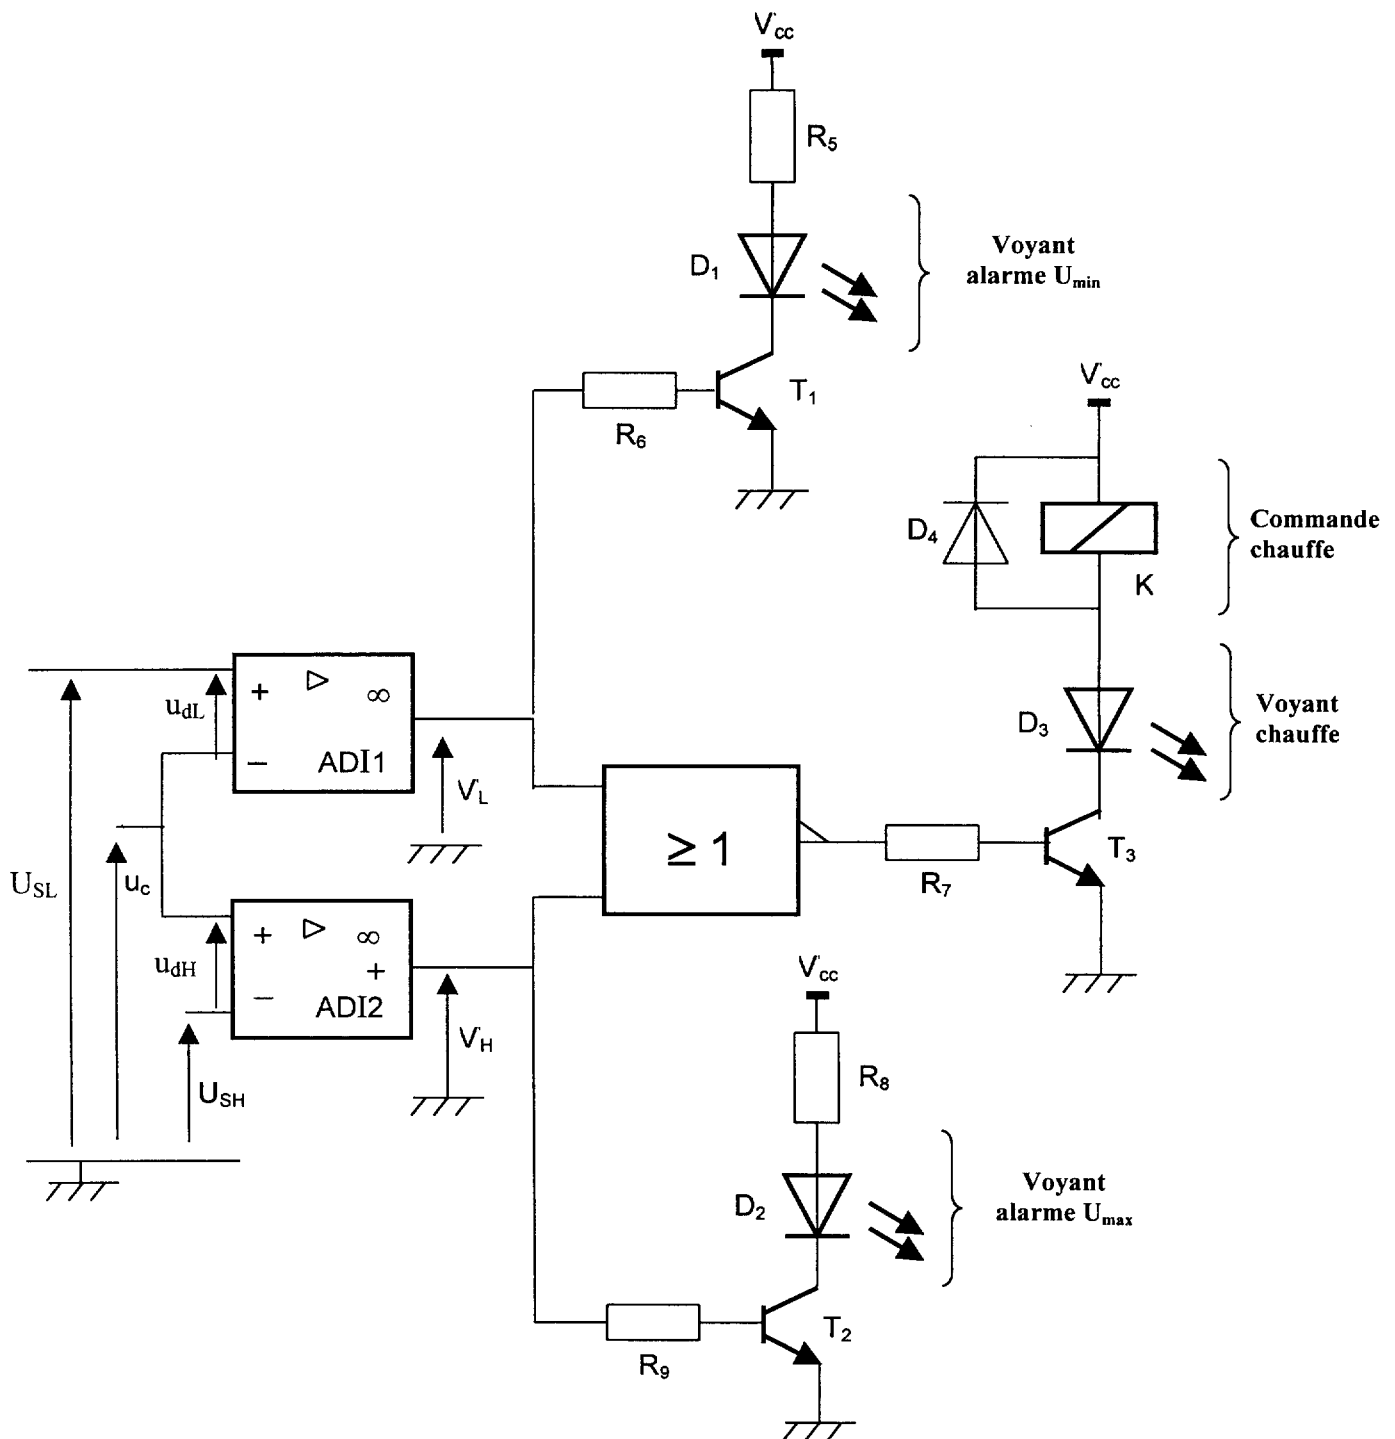 V'cc
R5
D1
Voyant
alarme Umin
T1
R6
V'cc
D4
K
Commande
chauffe
+
▷
∞
−
ADI1
udL
V'L
D3
Voyant
chauffe
≥ 1
R7
T3
USL
uc
+
▷
∞
+
−
ADI2
udH
V'H
USH
V'cc
R8
D2
Voyant
alarme Umax
R9
T2